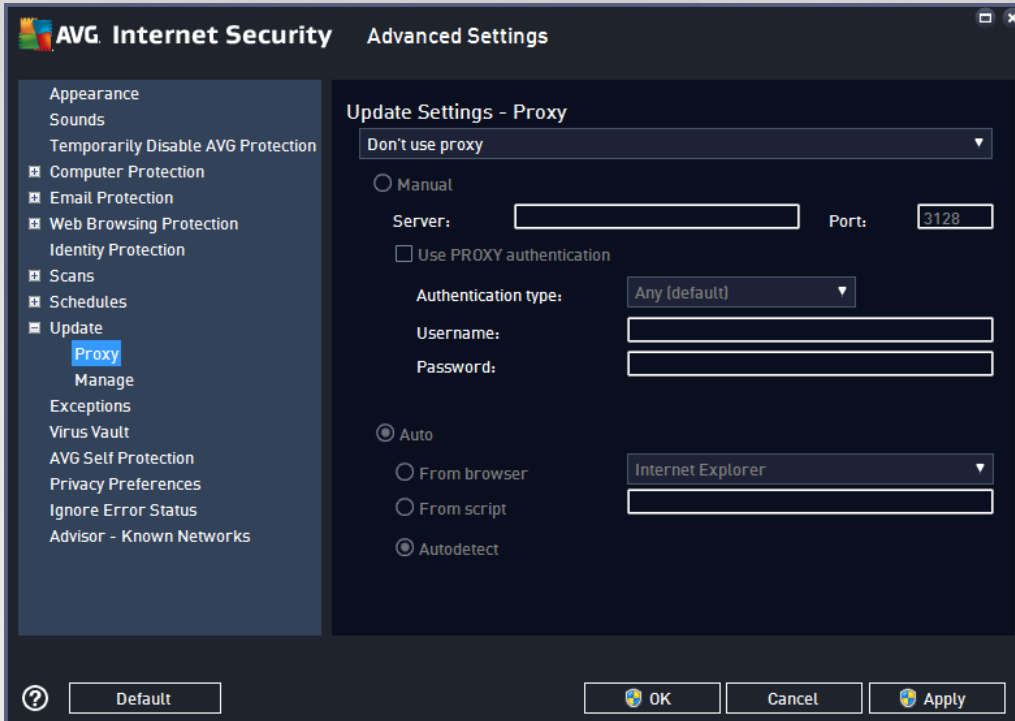 AVG. Internet Security Advanced Settings
Appearance
Sounds
Temporarily Disable AVG Protection
Computer Protection
Email Protection
Web Browsing Protection
Identity Protection
Scans
Schedules
Update
Proxy
Manage
Exceptions
Virus Vault
AVG Self Protection
Privacy Preferences
Ignore Error Status
Advisor - Known Networks
Update Settings - Proxy
Don't use proxy
Manual
Server: Port: 3128
Use PROXY authentication
Authentication type: Any (default)
Username:
Password:
Auto
From browser Internet Explorer
From script
Autodetect
? Default OK Cancel Apply